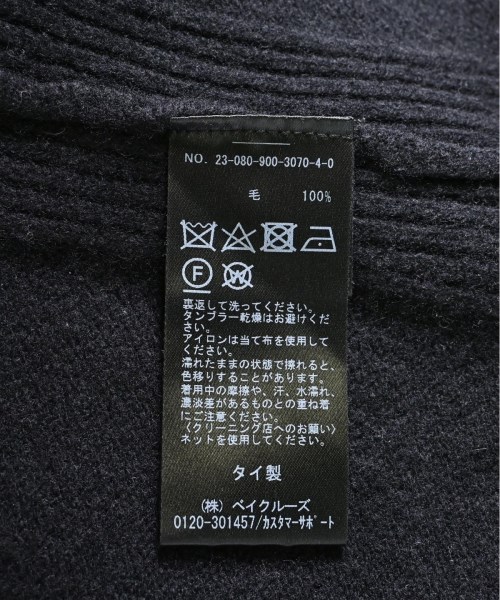 NO. 23-080-900-3070-4-0
毛 100%
F
W
裏返して洗ってください。
タンブラー乾燥はお避けくだ
さい。
アイロンは当て布を使用して
ください。
濡れたままの状態で擦れると、
色移りすることがあります。
着用中の摩擦や、汗、水濡れ、
濃淡差があるものとの重ね着
にご注意ください。
〈クリーニング店へのお願い〉
ネットを使用してください。
タイ製
(株) ベイクルーズ
0120-301457/ｶｽﾀﾏｰｻﾎﾟｰﾄ